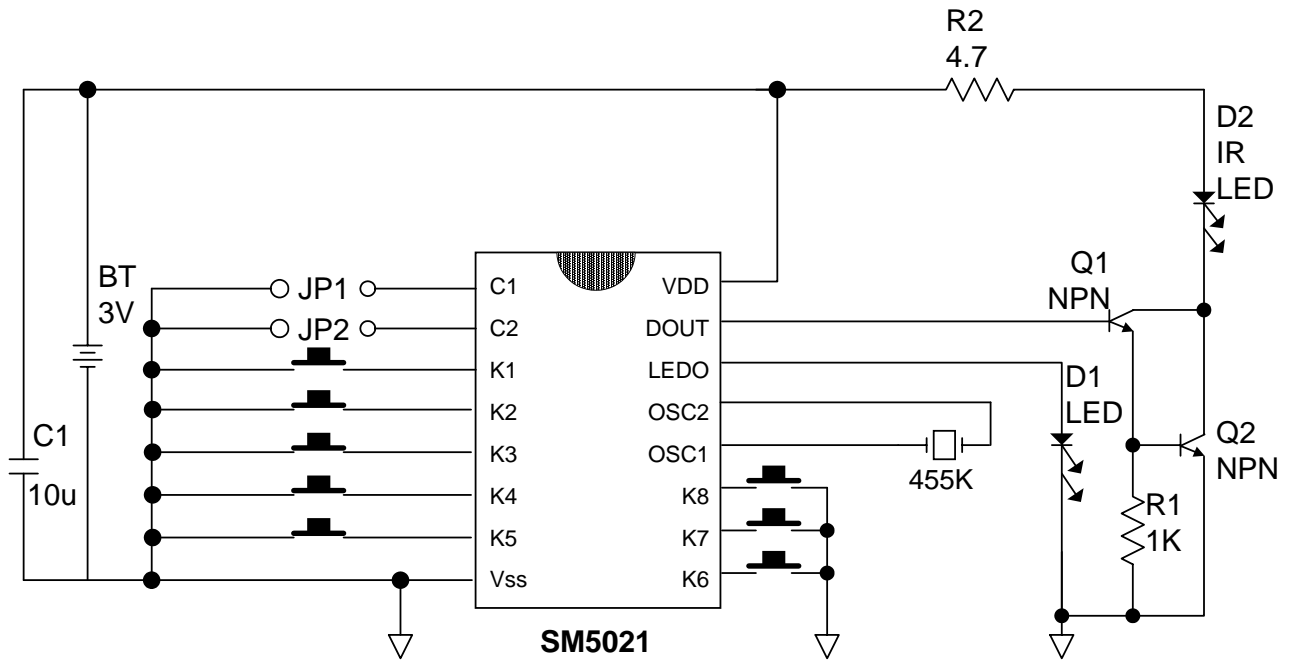 R2
4.7
D2
IR
LED
BT
3V
JP1
JP2
C1
C2
K1
K2
K3
K4
K5
Vss
VDD
DOUT
LEDO
OSC2
OSC1
K8
K7
K6
SM5021
Q1
NPN
D1
LED
455K
Q2
NPN
R1
1K
C1
10u